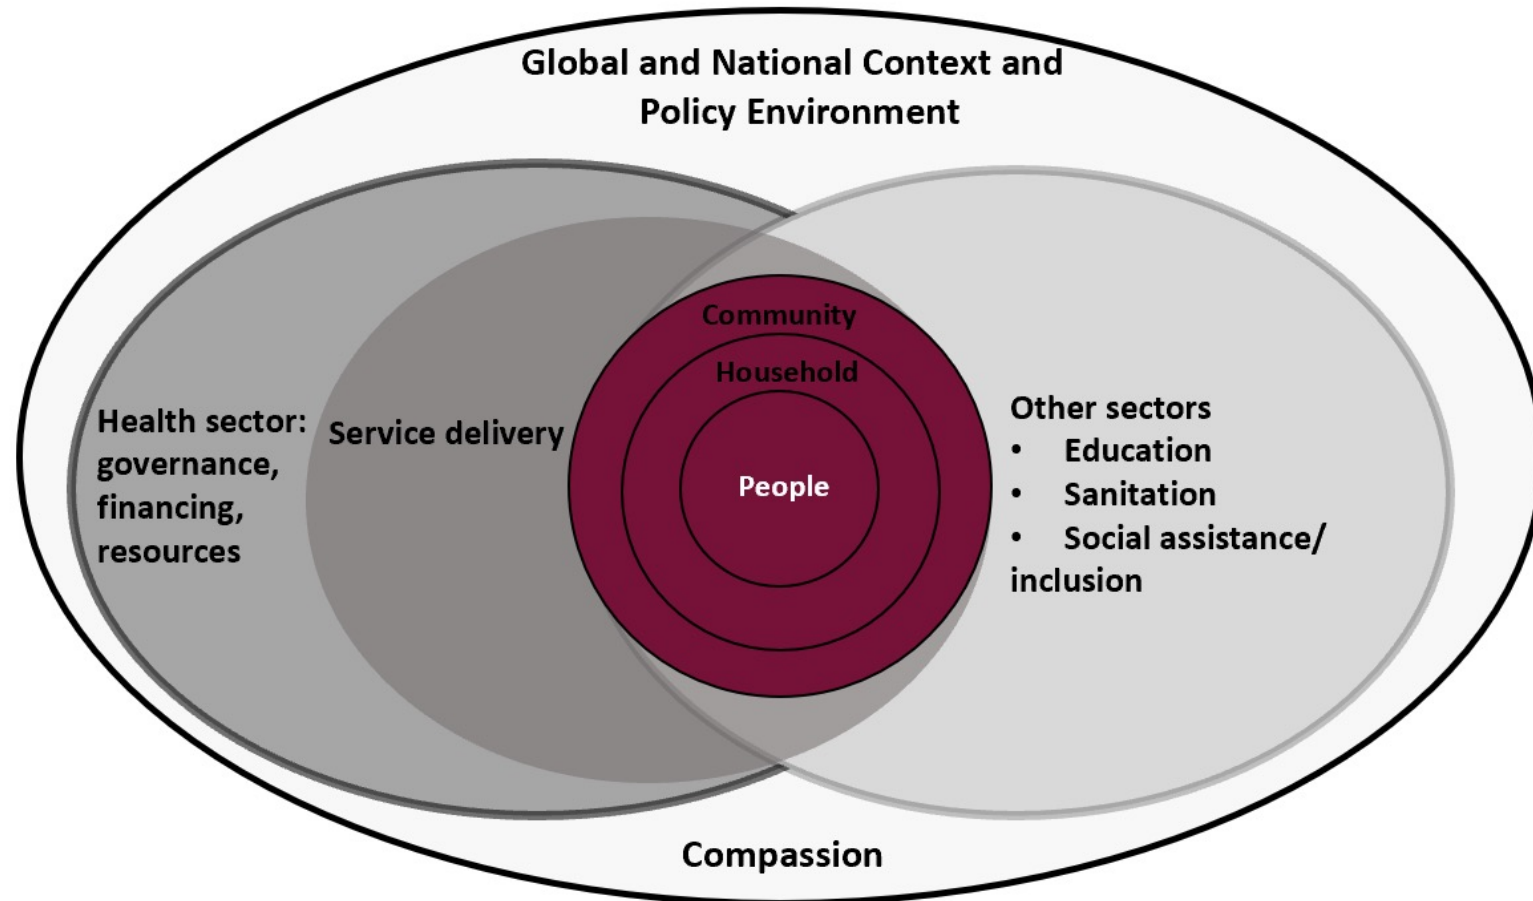 Global and National Context and
Policy Environment
Community
Household
People
Health sector:
governance,
financing,
resources
Service delivery
Other sectors
• Education
• Sanitation
• Social assistance/
inclusion
Compassion